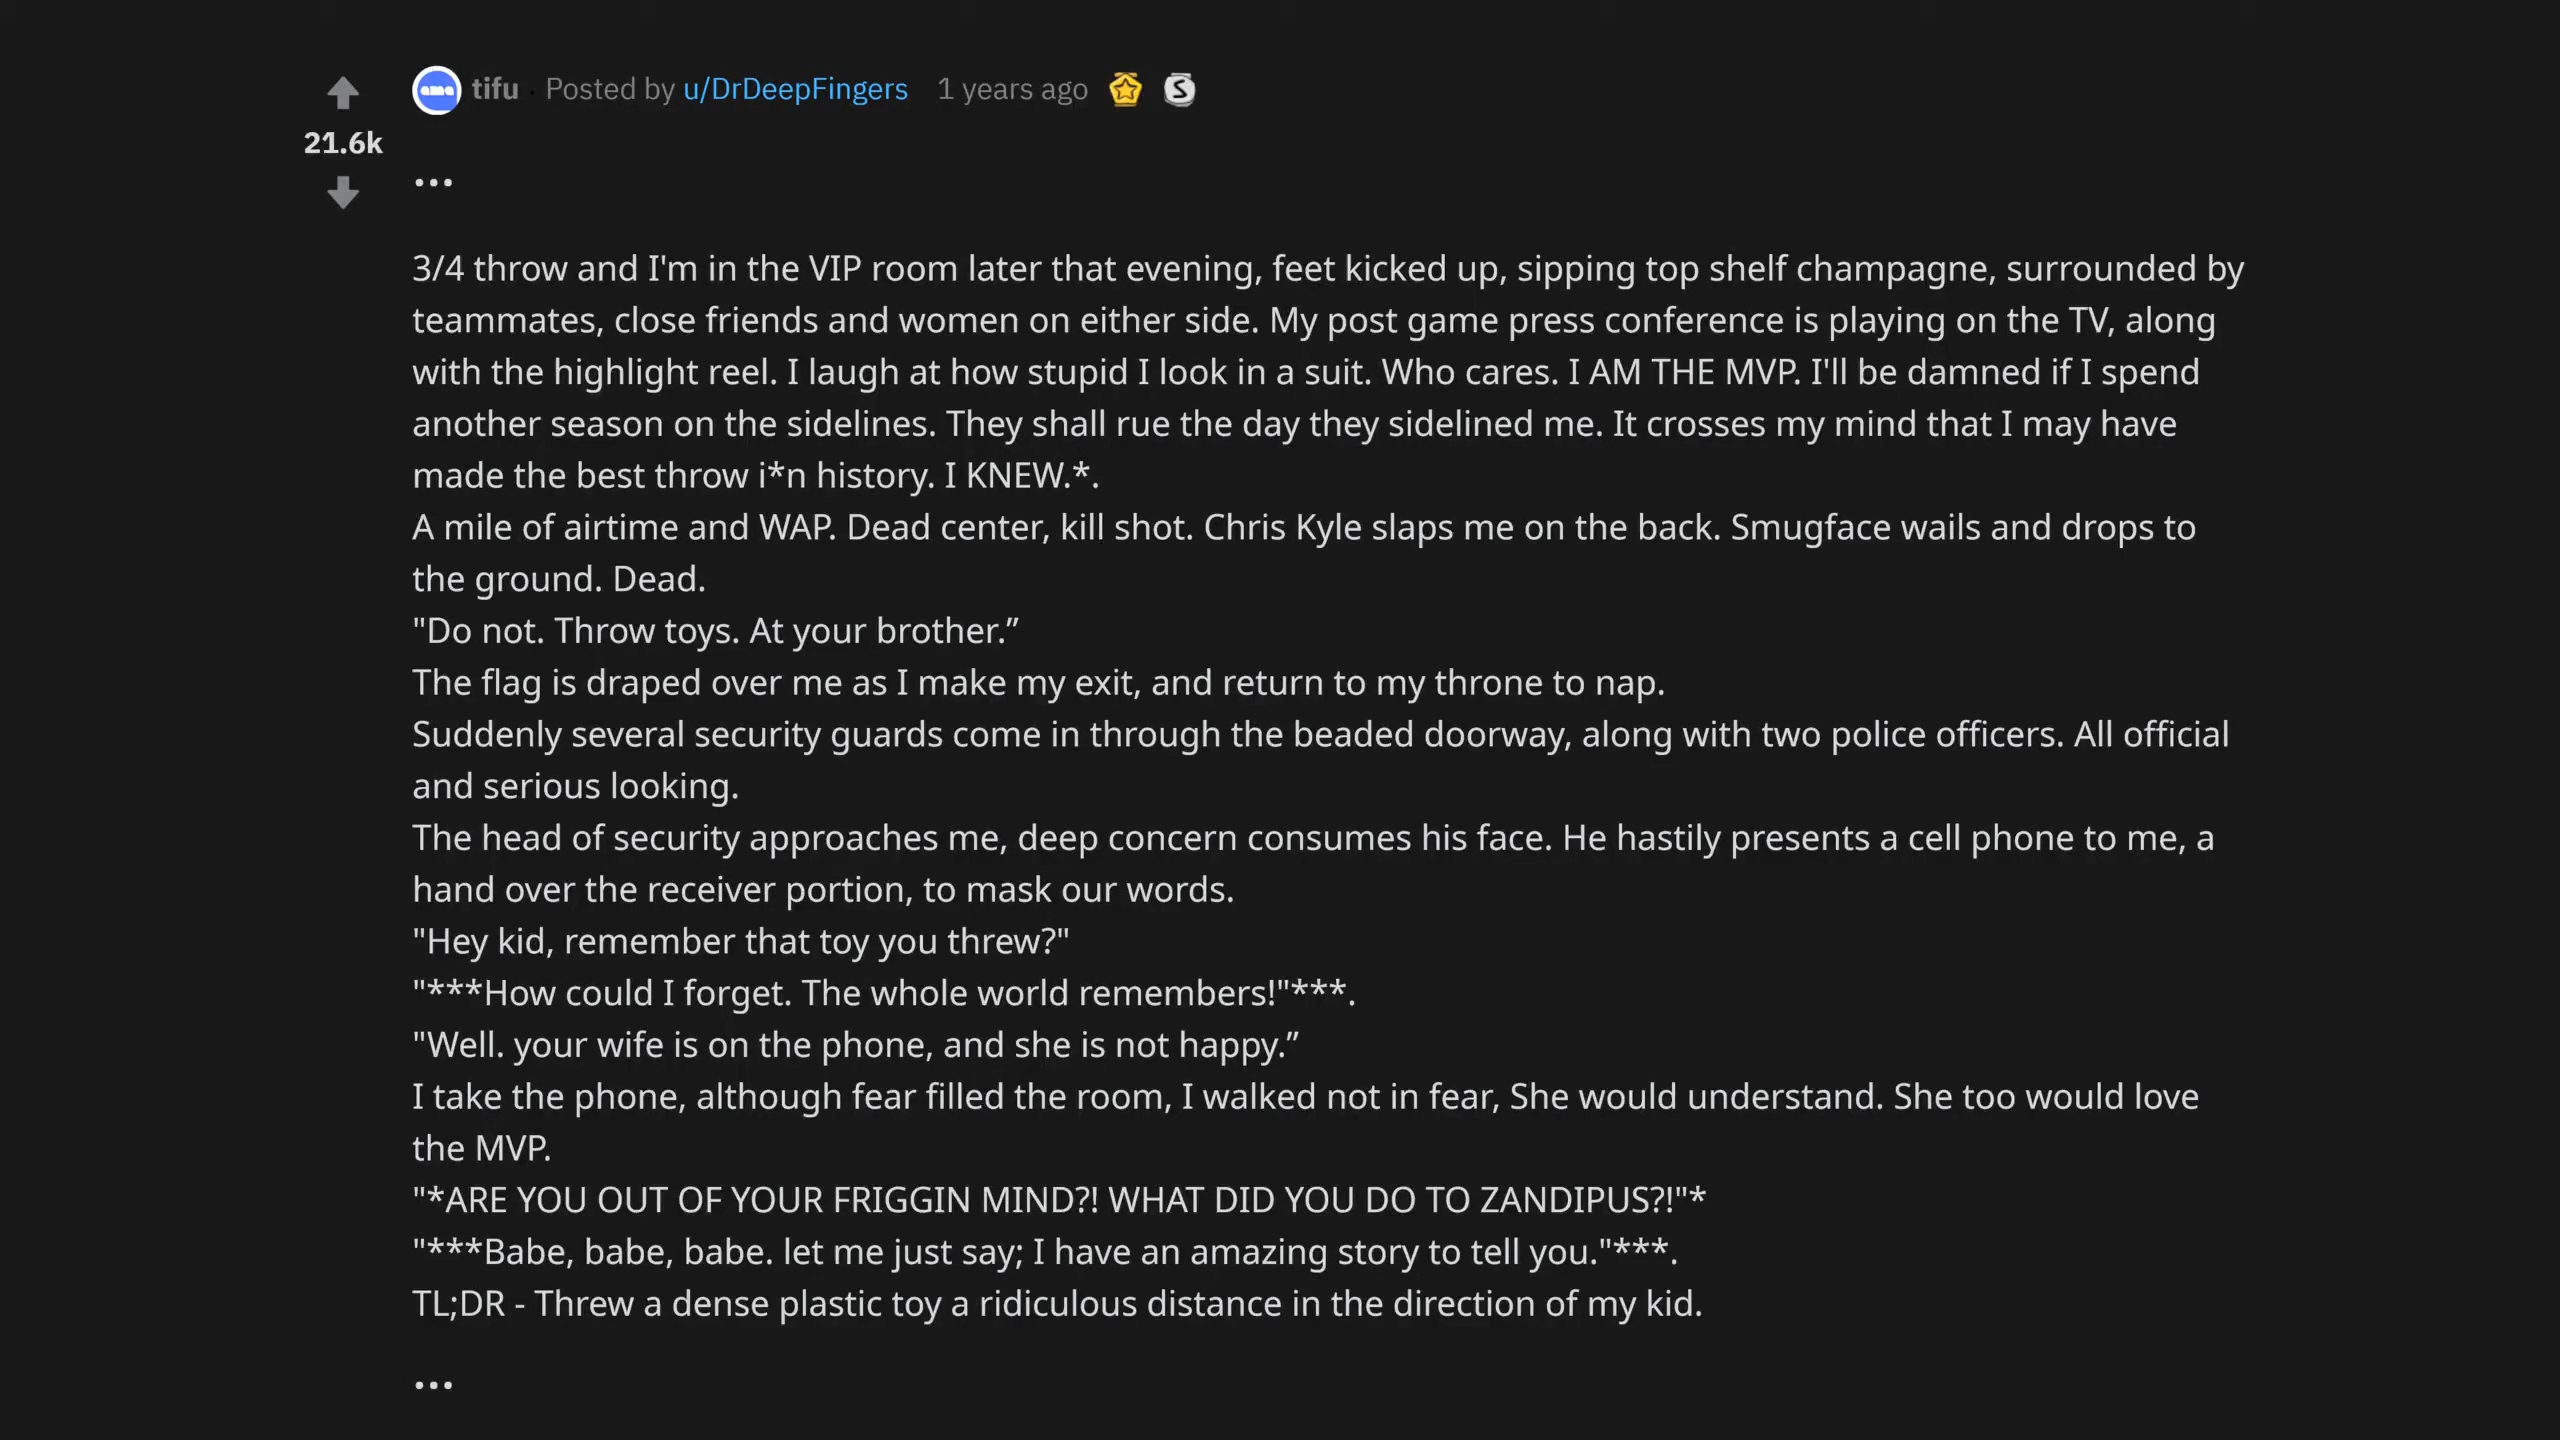 tifu · Posted by u/DrDeepFingers 1 years ago
21.6k
...
3/4 throw and I'm in the VIP room later that evening, feet kicked up, sipping top shelf champagne, surrounded by
teammates, close friends and women on either side. My post game press conference is playing on the TV, along
with the highlight reel. I laugh at how stupid I look in a suit. Who cares. I AM THE MVP. I'll be damned if I spend
another season on the sidelines. They shall rue the day they sidelined me. It crosses my mind that I may have
made the best throw i*n history. I KNEW.*.
A mile of airtime and WAP. Dead center, kill shot. Chris Kyle slaps me on the back. Smugface wails and drops to
the ground. Dead.
"Do not. Throw toys. At your brother.”
The flag is draped over me as I make my exit, and return to my throne to nap.
Suddenly several security guards come in through the beaded doorway, along with two police officers. All official
and serious looking.
The head of security approaches me, deep concern consumes his face. He hastily presents a cell phone to me, a
hand over the receiver portion, to mask our words.
"Hey kid, remember that toy you threw?"
"***How could I forget. The whole world remembers!"***.
"Well. your wife is on the phone, and she is not happy.”
I take the phone, although fear filled the room, I walked not in fear, She would understand. She too would love
the MVP.
"*ARE YOU OUT OF YOUR FRIGGIN MIND?! WHAT DID YOU DO TO ZANDIPUS?!"*
"***Babe, babe, babe. let me just say; I have an amazing story to tell you."***.
TL;DR - Threw a dense plastic toy a ridiculous distance in the direction of my kid.
...